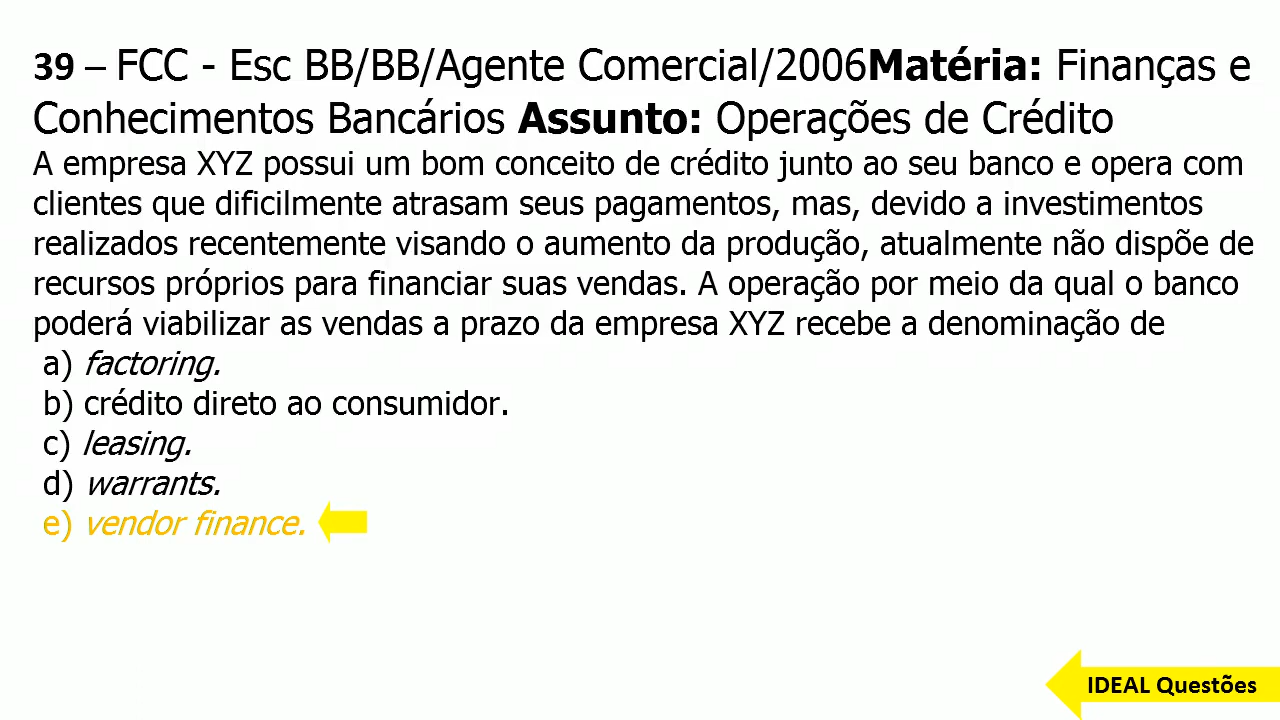 39 – FCC - Esc BB/BB/Agente Comercial/2006Matéria: Finanças e
Conhecimentos Bancários Assunto: Operações de Crédito
A empresa XYZ possui um bom conceito de crédito junto ao seu banco e opera com
clientes que dificilmente atrasam seus pagamentos, mas, devido a investimentos
realizados recentemente visando o aumento da produção, atualmente não dispõe de
recursos próprios para financiar suas vendas. A operação por meio da qual o banco
poderá viabilizar as vendas a prazo da empresa XYZ recebe a denominação de
a) factoring.
b) crédito direto ao consumidor.
c) leasing.
d) warrants.
e) vendor finance.
IDEAL Questões